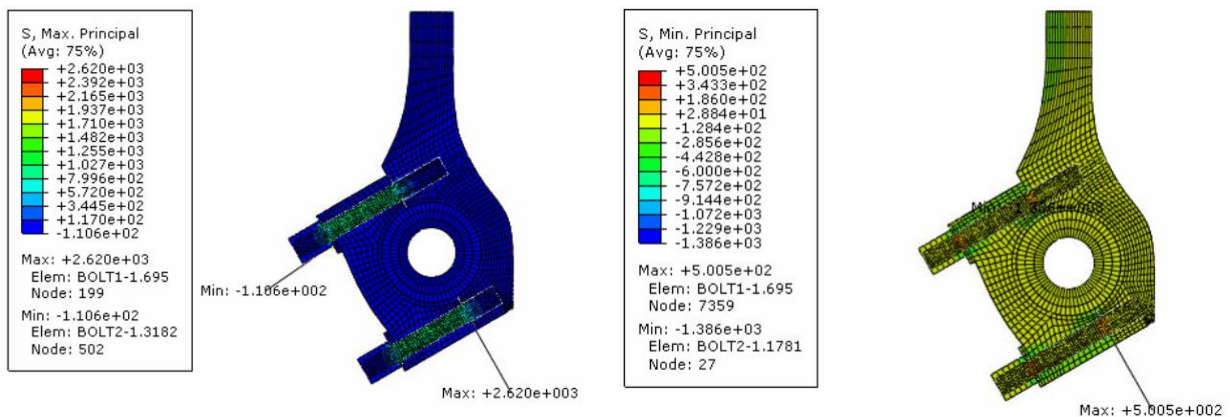 S, Max. Principal
(Avg: 75%)
+2.620e+03
+2.392e+03
+2.165e+03
+1.937e+03
+1.710e+03
+1.482e+03
+1.255e+03
+1.027e+03
+7.996e+02
+5.720e+02
+3.445e+02
+1.170e+02
-1.106e+02
Max: +2.620e+03
Elem: BOLT1-1.695
Node: 199
Min: -1.106e+02
Elem: BOLT2-1.3182
Node: 502
Min: -1.106e+002
Max: +2.620e+003
S, Min. Principal
(Avg: 75%)
+5.005e+02
+3.433e+02
+1.860e+02
+2.884e+01
-1.284e+02
-2.856e+02
-4.428e+02
-6.000e+02
-7.572e+02
-9.144e+02
-1.072e+03
-1.229e+03
-1.386e+03
Max: +5.005e+02
Elem: BOLT1-1.695
Node: 7359
Min: -1.386e+03
Elem: BOLT2-1.1781
Node: 27
Max: +5.005e+002